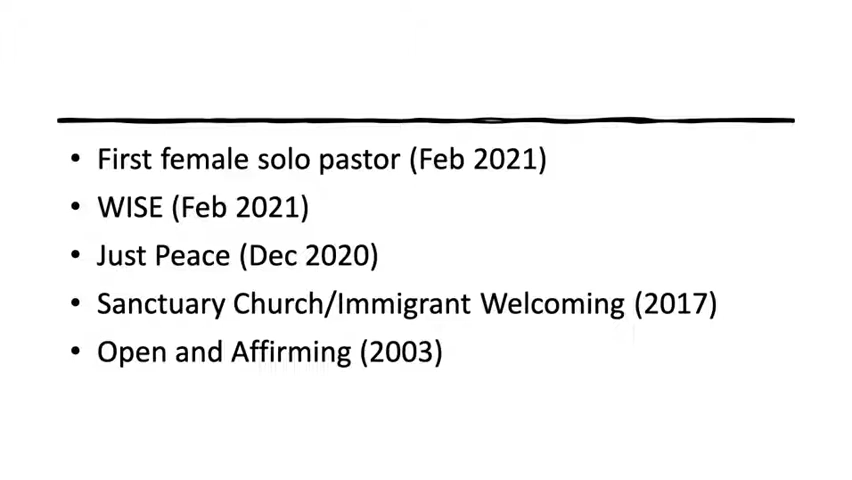 • First female solo pastor (Feb 2021)
• WISE (Feb 2021)
• Just Peace (Dec 2020)
• Sanctuary Church/Immigrant Welcoming (2017)
• Open and Affirming (2003)